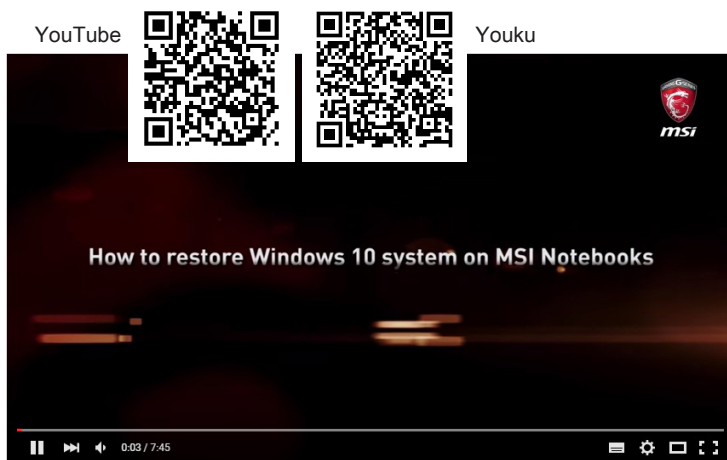 YouTube
Youku
msi
How to restore Windows 10 system on MSI Notebooks
0:03 / 7:45